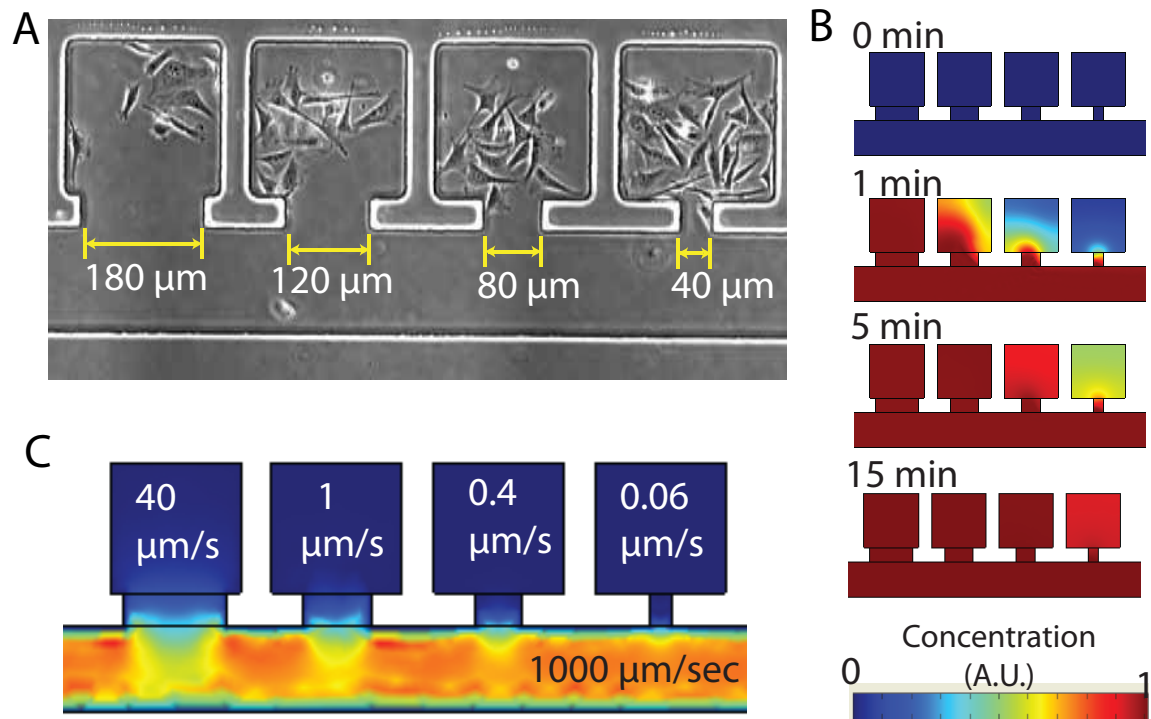 A
180 µm
120 µm
80 µm
40 µm
B
0 min
1 min
5 min
15 min
Concentration
(A.U.)
0
1
C
40
µm/s
1
µm/s
0.4
µm/s
0.06
µm/s
1000 µm/sec